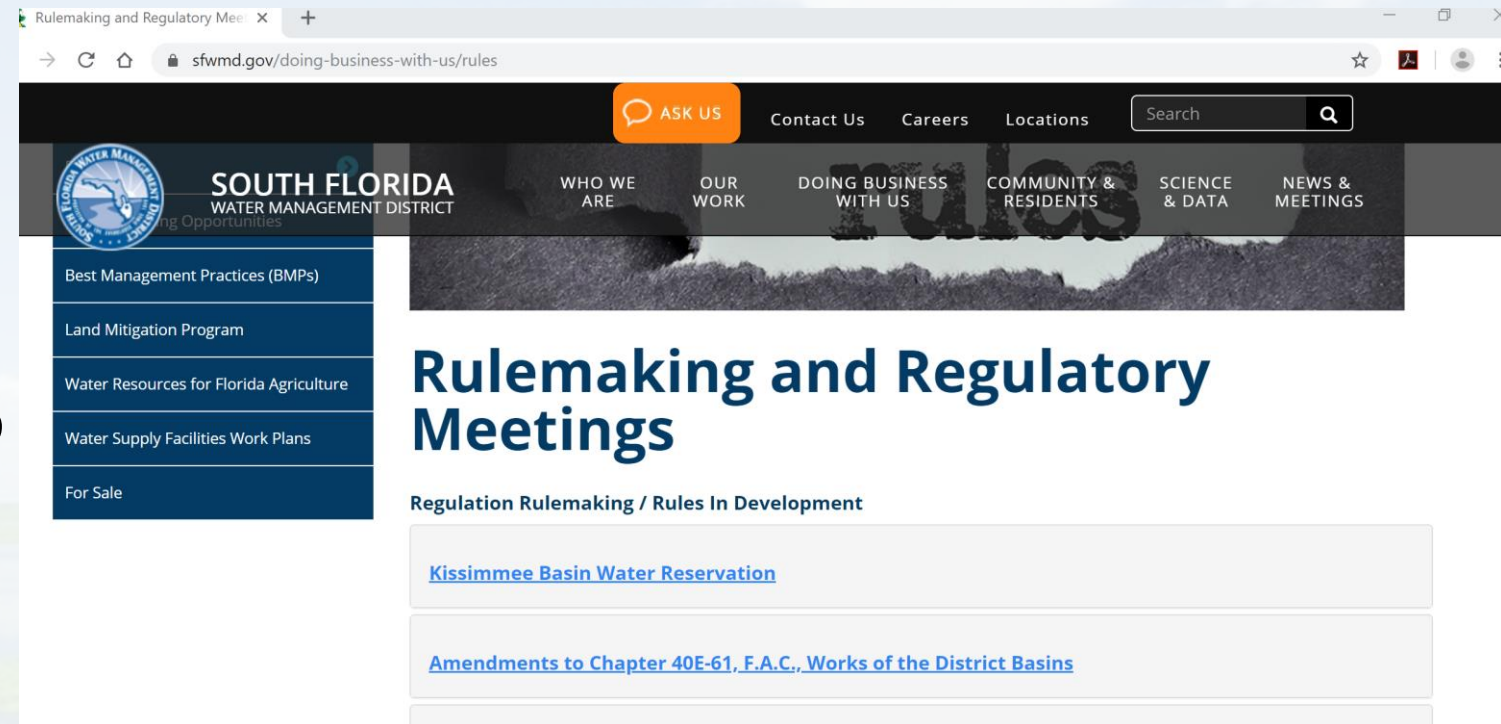 Rulemaking and Regulatory Mee
sfwmd.gov/doing-business-with-us/rules
ASK US
Contact Us Careers Locations Search
SOUTH FLORIDA
WATER MANAGEMENT DISTRICT
WHO WE ARE
OUR WORK
DOING BUSINESS WITH US
COMMUNITY & RESIDENTS
SCIENCE & DATA
NEWS & MEETINGS
rules
Opportunities
Best Management Practices (BMPs)
Land Mitigation Program
Water Resources for Florida Agriculture
Water Supply Facilities Work Plans
For Sale
Rulemaking and Regulatory
Meetings
Regulation Rulemaking / Rules In Development
Kissimmee Basin Water Reservation
Amendments to Chapter 40E-61, F.A.C., Works of the District Basins